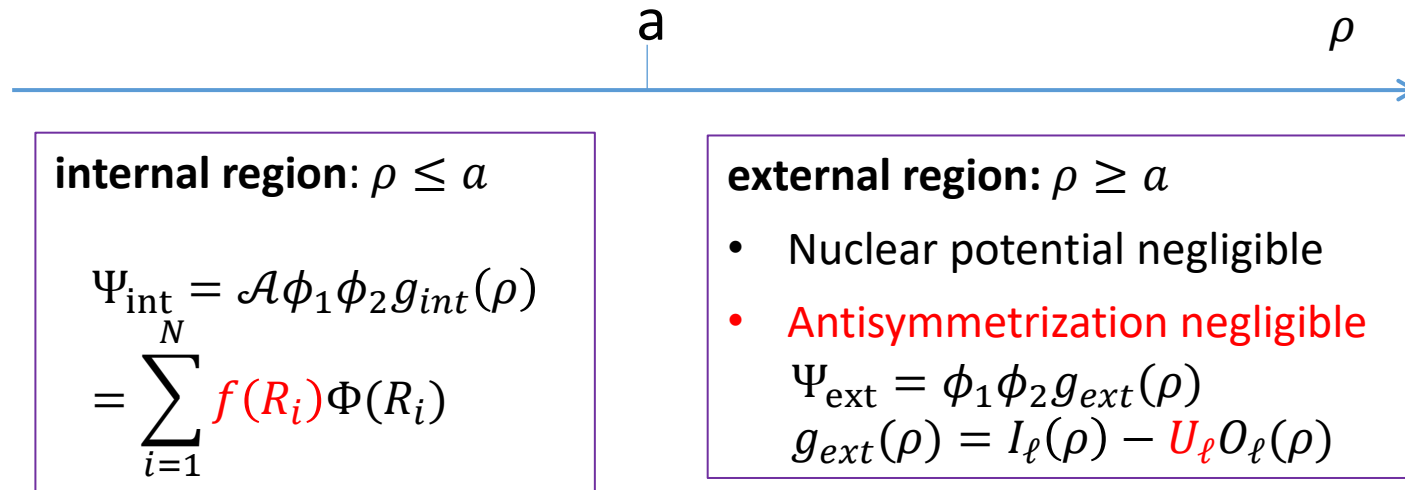 a
ρ
internal region: ρ ≤ a
Ψ_int = 𝒜ϕ₁ϕ₂g_int(ρ)
= ∑_{i=1}^{N} f(R_i)Φ(R_i)
external region: ρ ≥ a
• Nuclear potential negligible
• Antisymmetrization negligible
Ψ_ext = ϕ₁ϕ₂g_ext(ρ)
g_ext(ρ) = I_ℓ(ρ) − U_ℓO_ℓ(ρ)